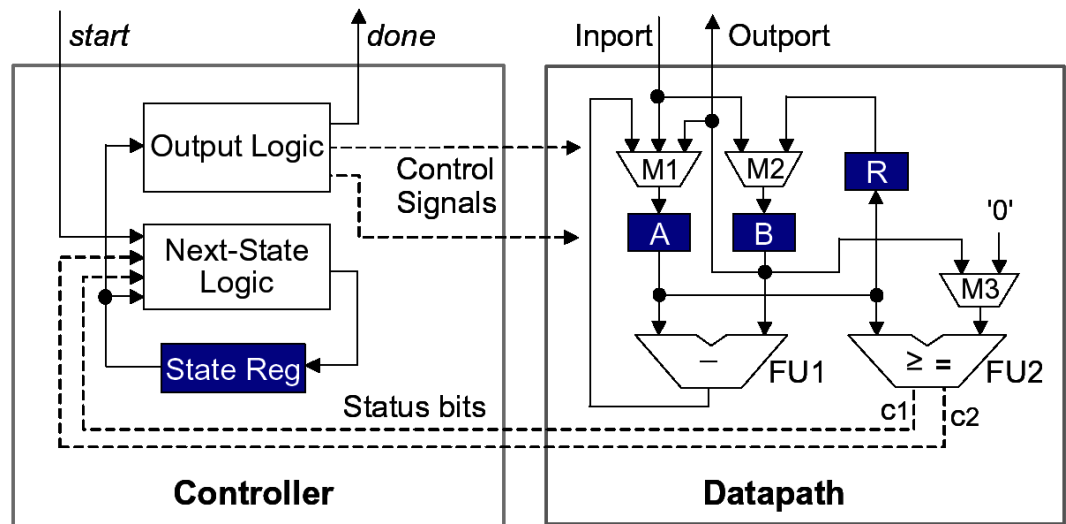 start
done
Inport
Outport
Output Logic
Control
Signals
M1
M2
R
A
B
'0'
Next-State
Logic
M3
State Reg
–
FU1
≥ =
FU2
Status bits
c1
c2
Controller
Datapath